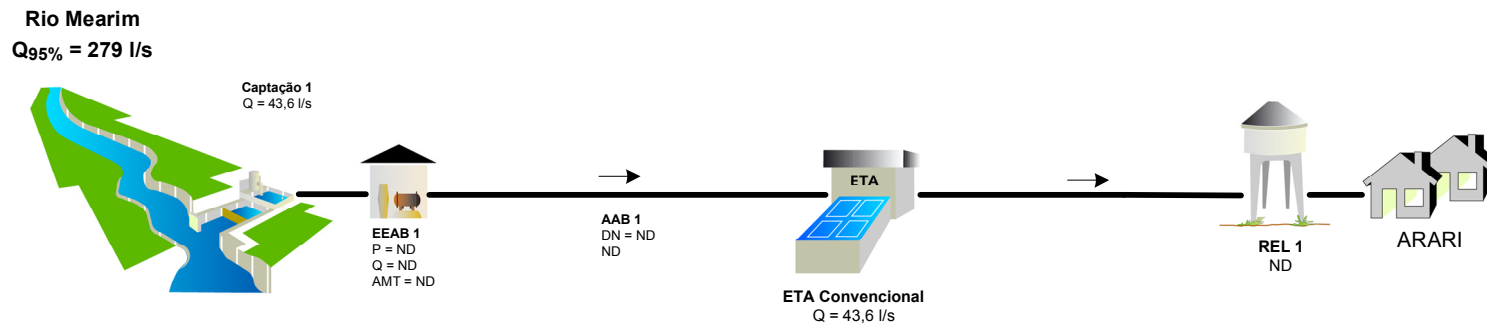 Rio Mearim
Q95% = 279 l/s
Captação 1
Q = 43,6 l/s
EEAB 1
P = ND
Q = ND
AMT = ND
AAB 1
DN = ND
ND
ETA
ETA Convencional
Q = 43,6 l/s
REL 1
ND
ARARI